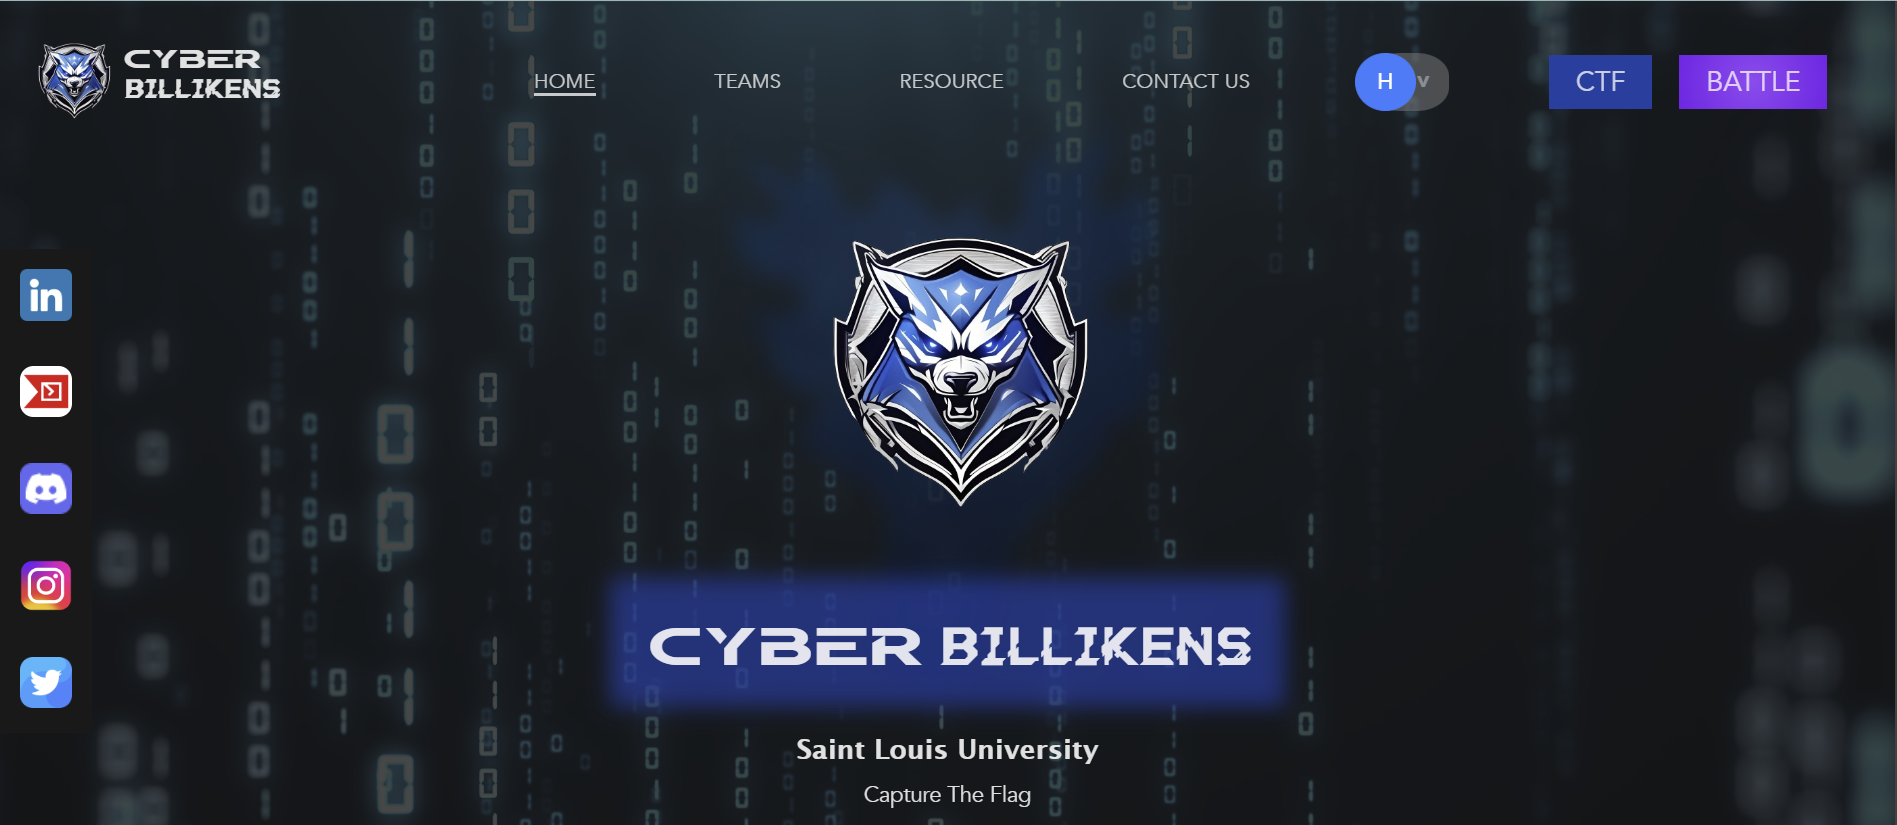 CYBER
BILLIKENS
HOME
TEAMS
RESOURCE
CONTACT US
H
v
CTF
BATTLE
in
CYBER BILLIKENS
Saint Louis University
Capture The Flag